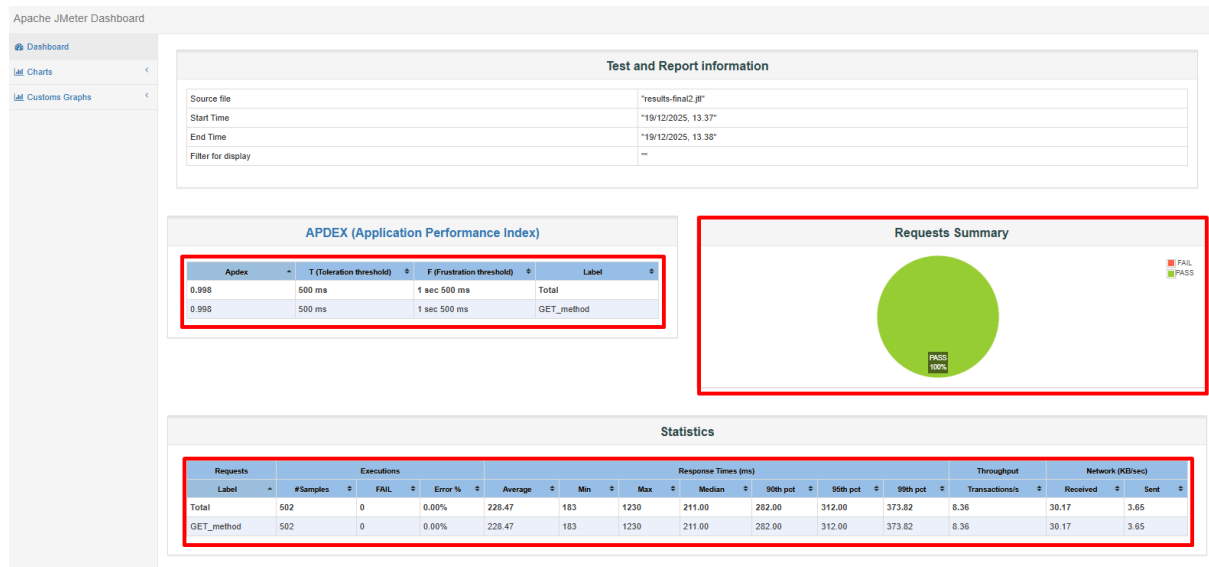 Apache JMeter Dashboard
Dashboard
Charts
Customs Graphs
Test and Report information
Source file "results-final2.jtl"
Start Time "19/12/2025, 13.37"
End Time "19/12/2025, 13.38"
Filter for display ""
APDEX (Application Performance Index)
Apdex T (Toleration threshold) F (Frustration threshold) Label
0.998 500 ms 1 sec 500 ms Total
0.998 500 ms 1 sec 500 ms GET_method
Requests Summary
FAIL
PASS
PASS
100%
Statistics
Requests Executions Response Times (ms) Throughput Network (KB/sec)
Label #Samples FAIL Error % Average Min Max Median 90th pct 95th pct 99th pct Transactions/s Received Sent
Total 502 0 0.00% 228.47 183 1230 211.00 282.00 312.00 373.82 8.36 30.17 3.65
GET_method 502 0 0.00% 228.47 183 1230 211.00 282.00 312.00 373.82 8.36 30.17 3.65